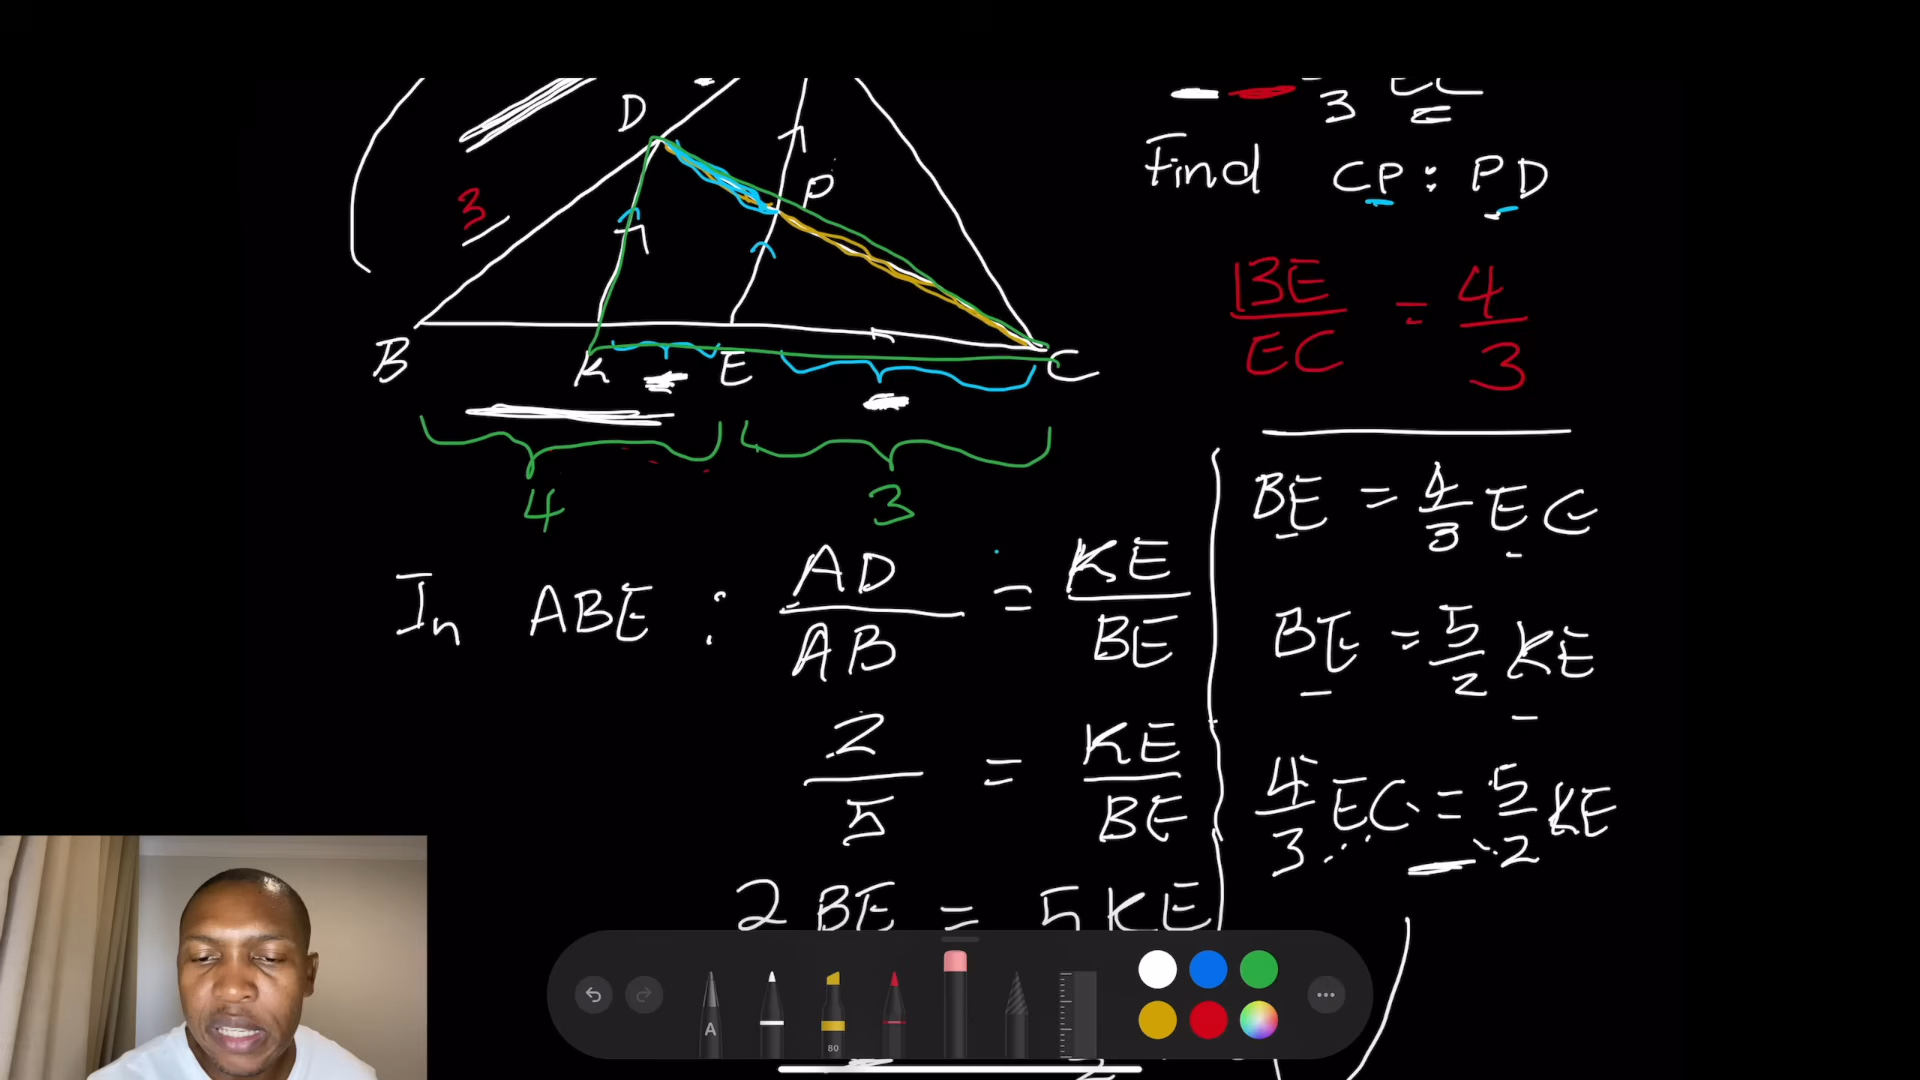 3
D
Find CP : PD
P
3
BE/EC = 4/3
B K E C
4 3
BE = 4/3 EC
In ABE : AD/AB = KE/BE
BE = 5/2 KE
2/5 = KE/BE
4/3 EC = 5/2 KE
2 BE = 5 KE
A
80